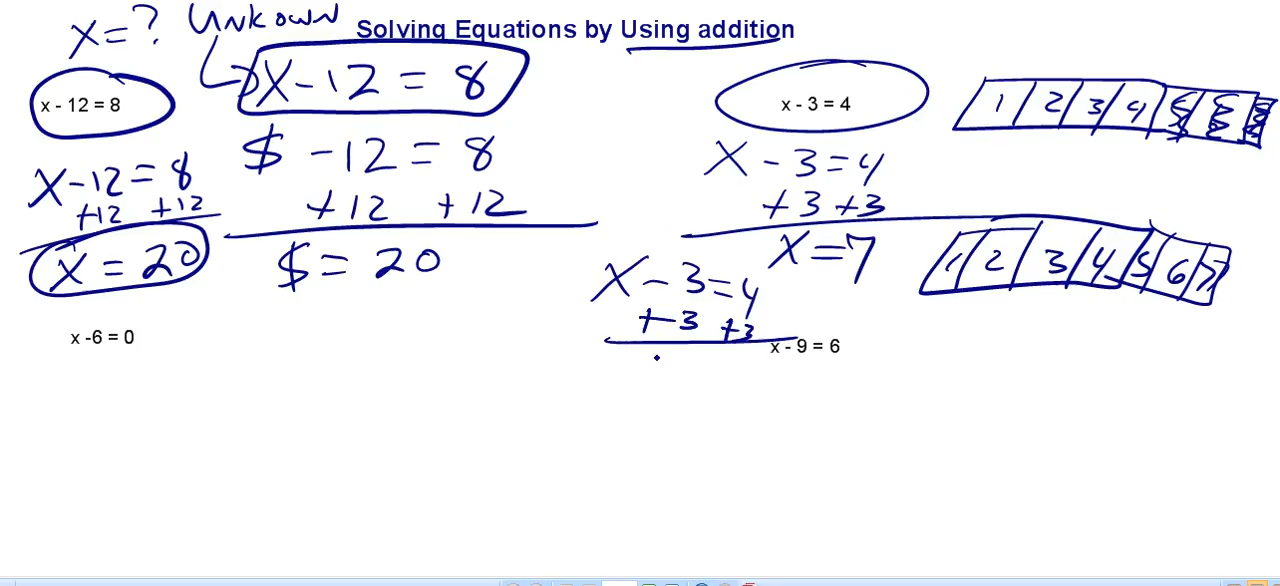 x = ? Unkown
Solving Equations by Using addition
x - 12 = 8
x - 12 = 8
$ - 12 = 8
+ 12 + 12
$ = 20
x - 12 = 8
+12 +12
x = 20
x - 3 = 4
1 2 3 4
x - 3 = 4
+ 3 + 3
x = 7
1 2 3 4 5 6 7
x - 3 = 4
+ 3 + 3
x -6 = 0
x - 9 = 6